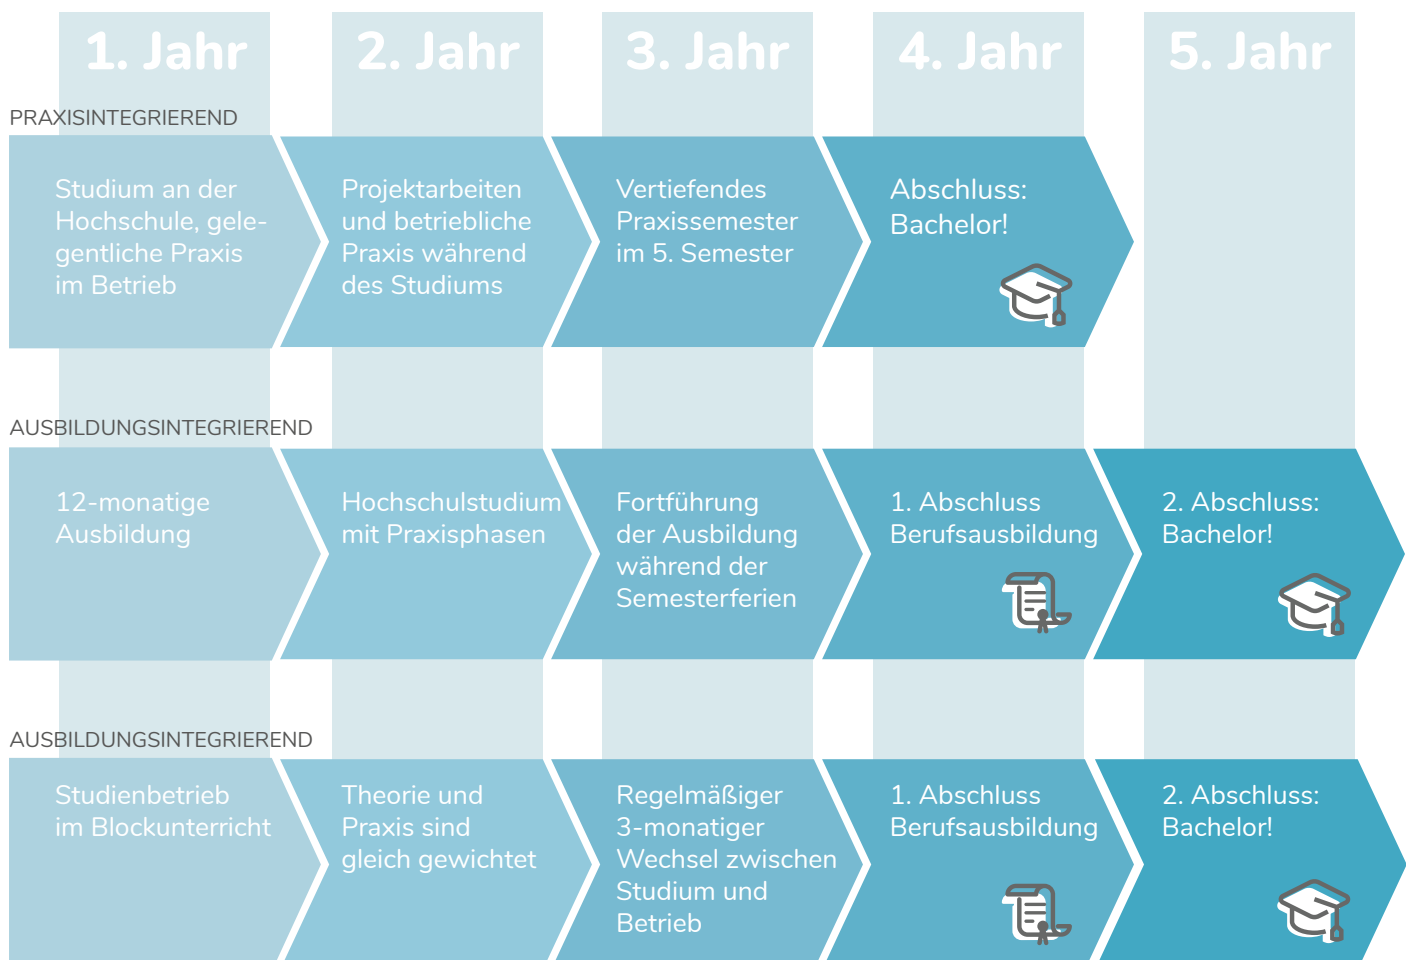 1. Jahr
2. Jahr
3. Jahr
4. Jahr
5. Jahr
PRAXISINTEGRIEREND
Studium an der
Hochschule, gele-
gentliche Praxis
im Betrieb
Projektarbeiten
und betriebliche
Praxis während
des Studiums
Vertiefendes
Praxissemester
im 5. Semester
Abschluss:
Bachelor!
AUSBILDUNGSINTEGRIEREND
12-monatige
Ausbildung
Hochschulstudium
mit Praxisphasen
Fortführung
der Ausbildung
während der
Semesterferien
1. Abschluss
Berufsausbildung
2. Abschluss:
Bachelor!
AUSBILDUNGSINTEGRIEREND
Studienbetrieb
im Blockunterricht
Theorie und
Praxis sind
gleich gewichtet
Regelmäßiger
3-monatiger
Wechsel zwischen
Studium und
Betrieb
1. Abschluss
Berufsausbildung
2. Abschluss:
Bachelor!